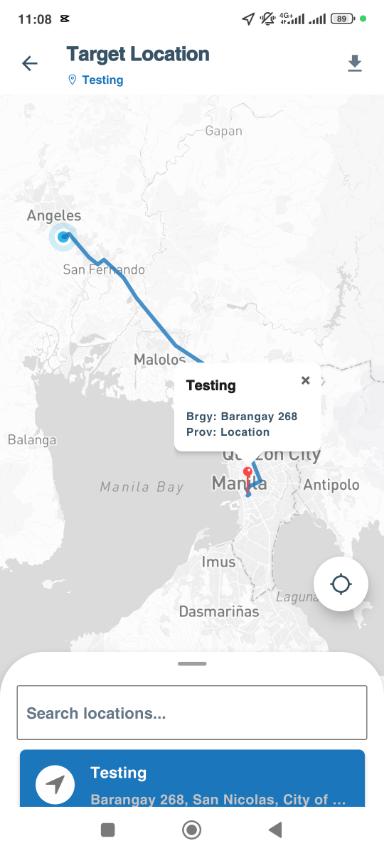 11:08
4G+
89
Target Location
Testing
Gapan
Angeles
San Fernando
Malolos
Testing
×
Brgy: Barangay 268
Prov: Location
Balanga
Quezon City
Manila Bay
Manila
Antipolo
Imus
Laguna
Dasmariñas
Search locations...
Testing
Barangay 268, San Nicolas, City of ...